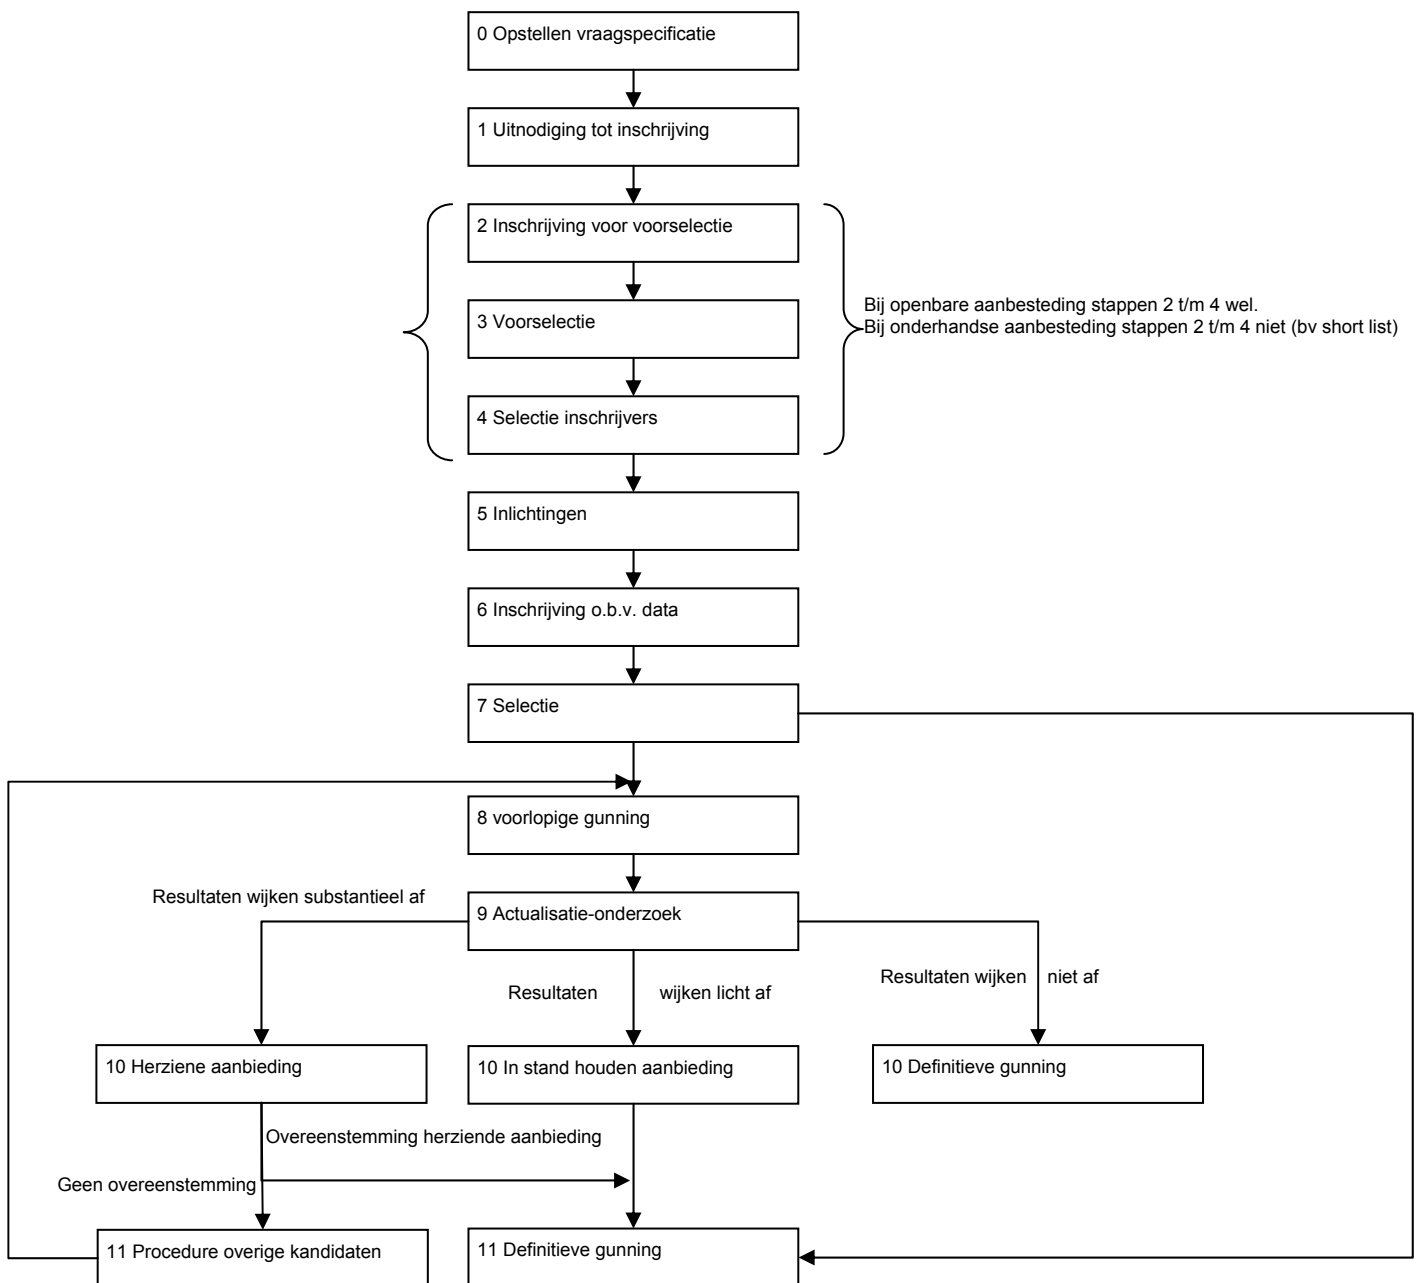 0 Opstellen vraagspecificatie
1 Uitnodiging tot inschrijving
2 Inschrijving voor voorselectie
Bij openbare aanbesteding stappen 2 t/m 4 wel.
3 Voorselectie
Bij onderhandse aanbesteding stappen 2 t/m 4 niet (bv short list)
4 Selectie inschrijvers
5 Inlichtingen
6 Inschrijving o.b.v. data
7 Selectie
8 voorlopige gunning
Resultaten wijken substantieel af
9 Actualisatie-onderzoek
Resultaten wijken niet af
Resultaten wijken licht af
10 Herziene aanbieding
10 In stand houden aanbieding
10 Definitieve gunning
Overeenstemming herziende aanbieding
Geen overeenstemming
11 Procedure overige kandidaten
11 Definitieve gunning